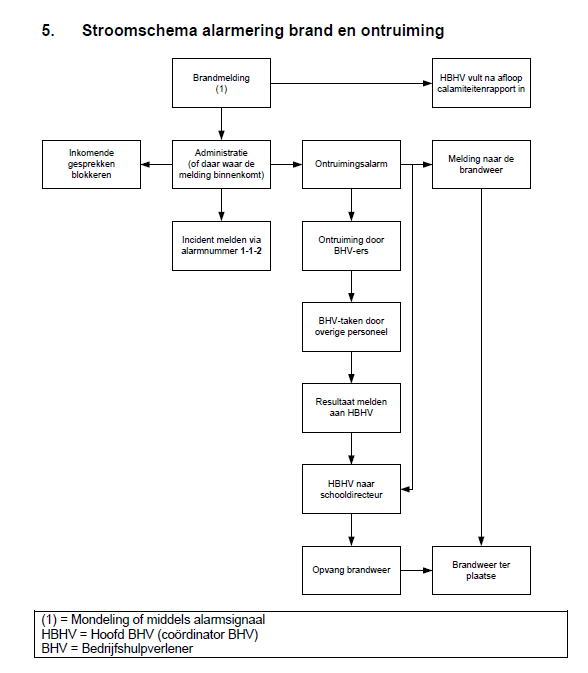 5. Stroomschema alarmering brand en ontruiming
Brandmelding
(1)
HBHV vult na afloop
calamiteitenrapport in
Inkomende
gesprekken
blokkeren
Administratie
(of daar waar de
melding binnenkomt)
Ontruimingsalarm
Melding naar de
brandweer
Incident melden via
alarmnummer 1-1-2
Ontruiming door
BHV-ers
BHV-taken door
overige personeel
Resultaat melden
aan HBHV
HBHV naar
schooldirecteur
Opvang brandweer
Brandweer ter
plaatse
(1) = Mondeling of middels alarmsignaal
HBHV = Hoofd BHV (coördinator BHV)
BHV = Bedrijfshulpverlener